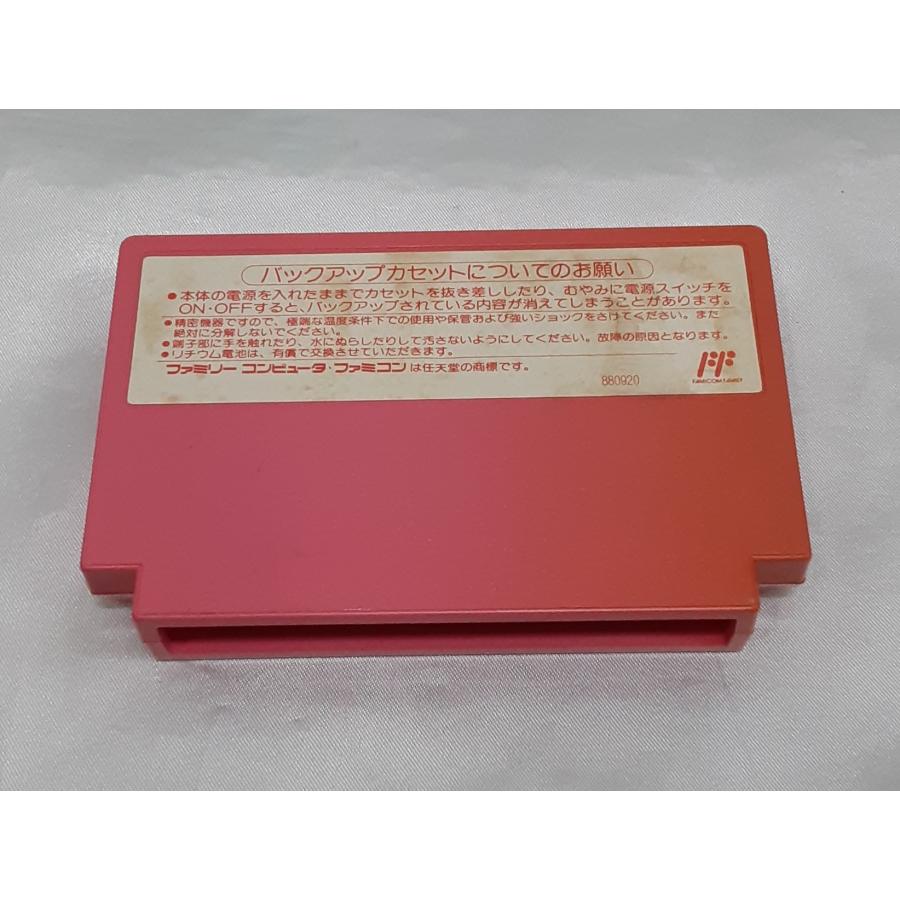 バックアップカセットについてのお願い
●本体の電源を入れたままでカセットを抜き差ししたり、むやみに電源スイッチを
ON・OFFすると、バックアップされている内容が消えてしまうことがあります。
●精密機器ですので、極端な温度条件下での使用や保管および強いショックをさけてください。また
絶対に分解しないでください。
●端子部に手を触れたり、水にぬらしたりして汚さないようにしてください。故障の原因となります。
●リチウム電池は、有償で交換させていただきます。
ファミリーコンピュータ・ファミコンは任天堂の商標です。
880920
FAMICOM FAMILY